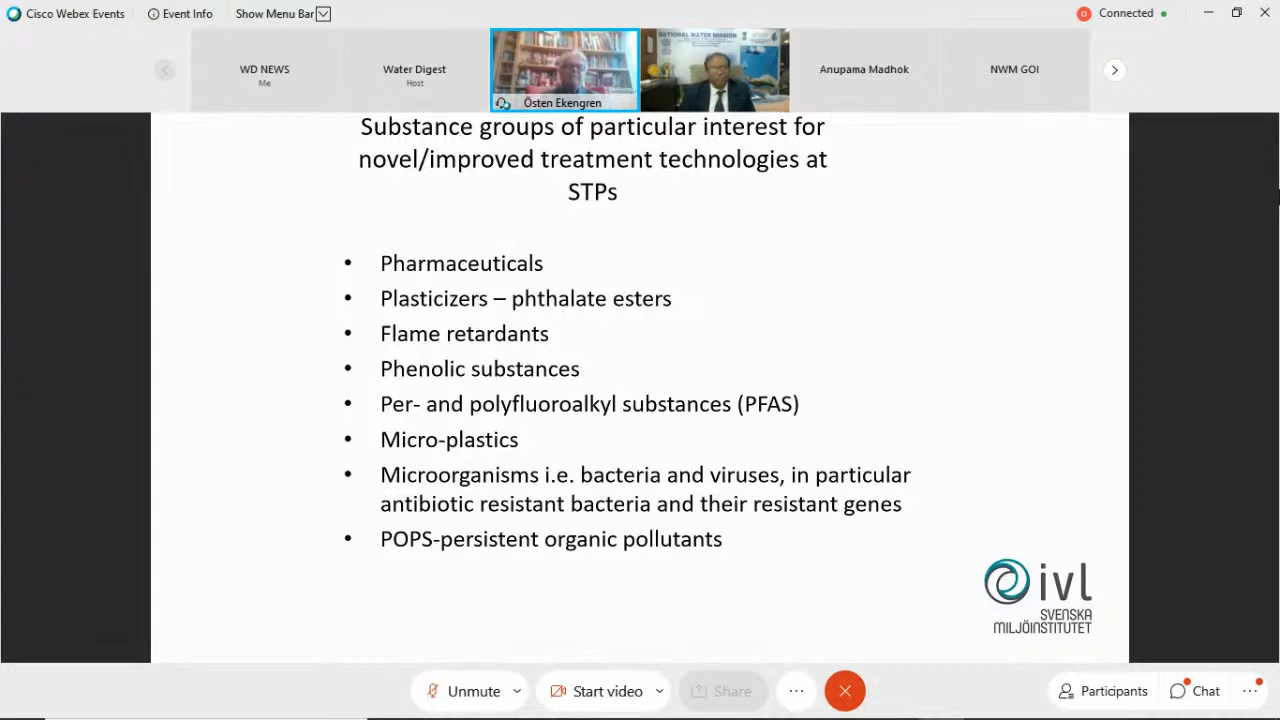 Cisco Webex Events
Event Info
Show Menu Bar
Connected
WD NEWS
Me
Water Digest
Host
Östen Ekengren
NATIONAL WATER MISSION
Anupama Madhok
NWM GOI
Substance groups of particular interest for
novel/improved treatment technologies at
STPs
• Pharmaceuticals
• Plasticizers – phthalate esters
• Flame retardants
• Phenolic substances
• Per- and polyfluoroalkyl substances (PFAS)
• Micro-plastics
• Microorganisms i.e. bacteria and viruses, in particular
antibiotic resistant bacteria and their resistant genes
• POPS-persistent organic pollutants
ivl
SVENSKA
MILJÖINSTITUTET
Unmute
Start video
Share
Participants
Chat